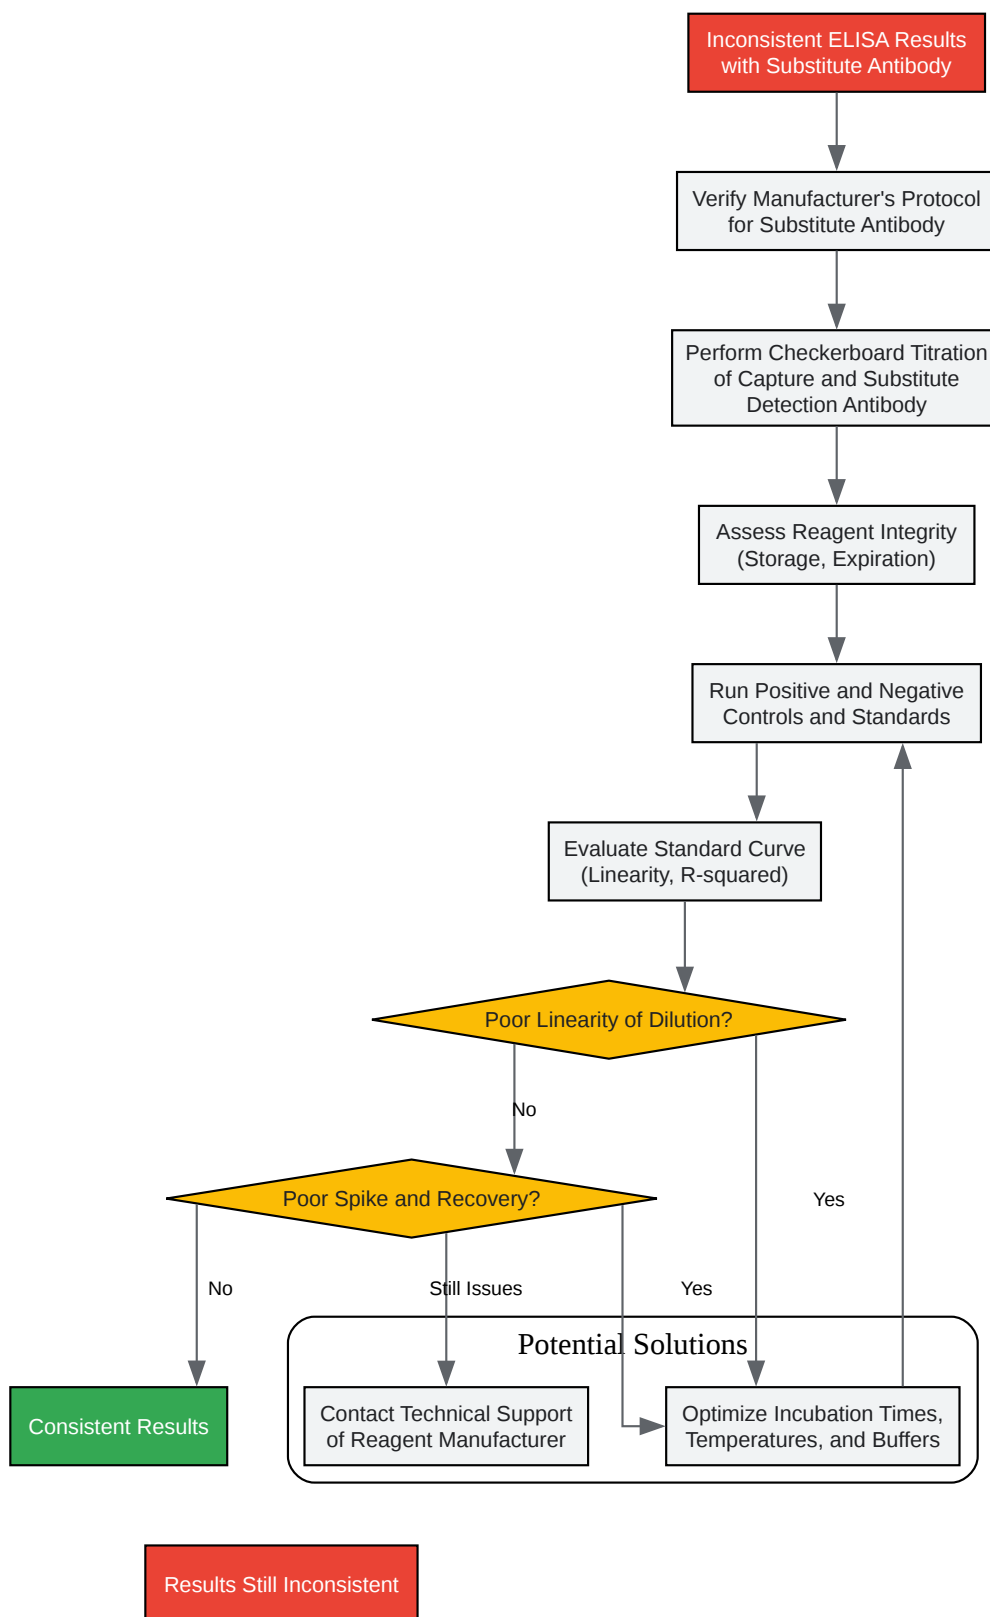 Inconsistent ELISA Results
with Substitute Antibody
Verify Manufacturer's Protocol
for Substitute Antibody
Perform Checkerboard Titration
of Capture and Substitute
Detection Antibody
Assess Reagent Integrity
(Storage, Expiration)
Run Positive and Negative
Controls and Standards
Evaluate Standard Curve
(Linearity, R-squared)
Poor Linearity of Dilution?
No
Poor Spike and Recovery?
Yes
No
Still Issues
Yes
Potential Solutions
Consistent Results
Contact Technical Support
of Reagent Manufacturer
Optimize Incubation Times,
Temperatures, and Buffers
Results Still Inconsistent